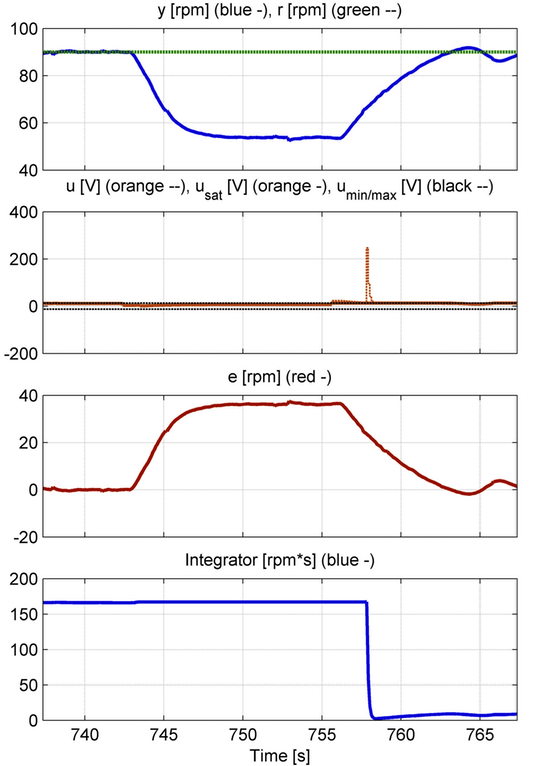 y [rpm] (blue -), r [rpm] (green --)
100
80
60
40
u [V] (orange --), u_sat [V] (orange -), u_min/max [V] (black --)
400
200
0
-200
e [rpm] (red -)
40
20
0
-20
Integrator [rpm*s] (blue -)
200
150
100
50
0
740 745 750 755 760 765
Time [s]